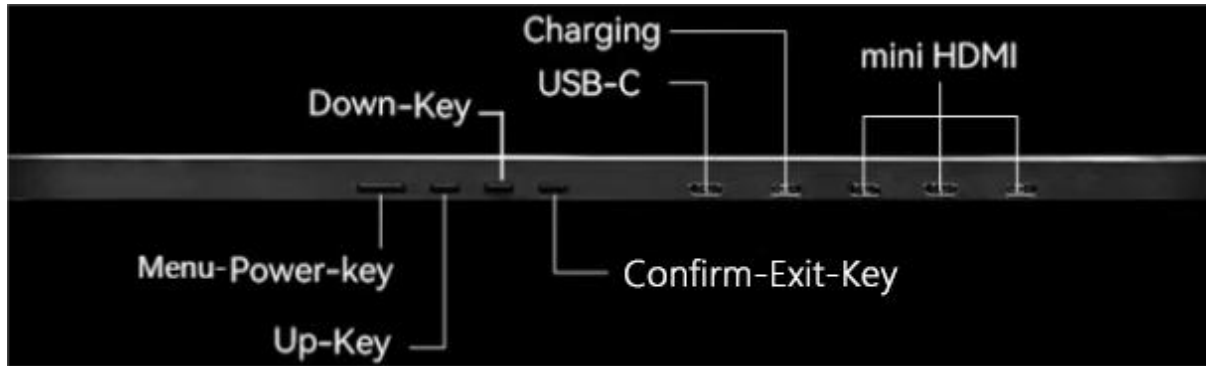 Charging
USB-C
mini HDMI
Down-Key
Menu-Power-key
Confirm-Exit-Key
Up-Key